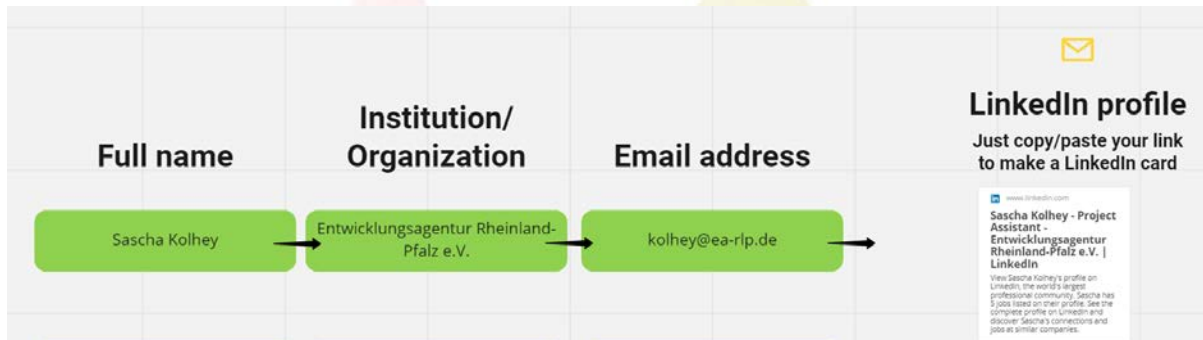 Full name
Institution/
Organization
Email address
LinkedIn profile
Just copy/paste your link
to make a LinkedIn card
Sascha Kolhey
Entwicklungsagentur Rheinland-
Pfalz e.V.
kolhey@ea-rlp.de
in www.linkedin.com
Sascha Kolhey - Project
Assistant -
Entwicklungsagentur
Rheinland-Pfalz e.V. |
LinkedIn
View Sascha Kolhey's profile on
LinkedIn, the world's largest
professional community. Sascha has
5 jobs listed on their profile. See the
complete profile on LinkedIn and
discover Sascha's connections and
jobs at similar companies.